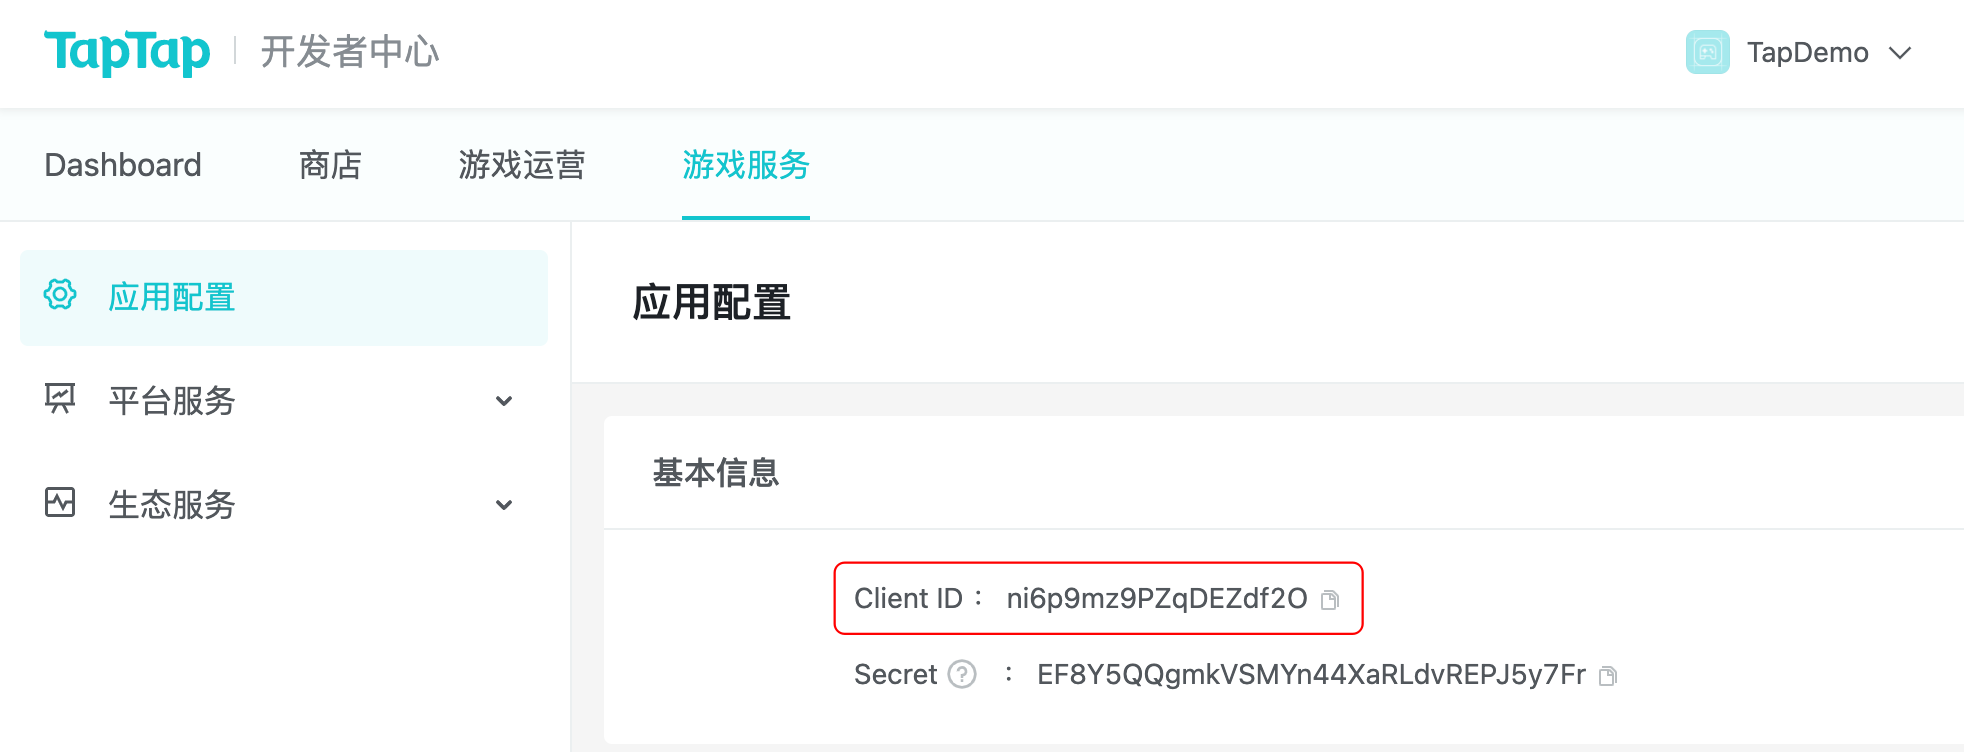 TapTap 开发者中心 TapDemo
Dashboard 商店 游戏运营 游戏服务
应用配置
平台服务
生态服务
应用配置
基本信息
Client ID： ni6p9mz9PZqDEZdf2O
Secret ? ： EF8Y5QQgmkVSMYn44XaRLdvREPJ5y7Fr